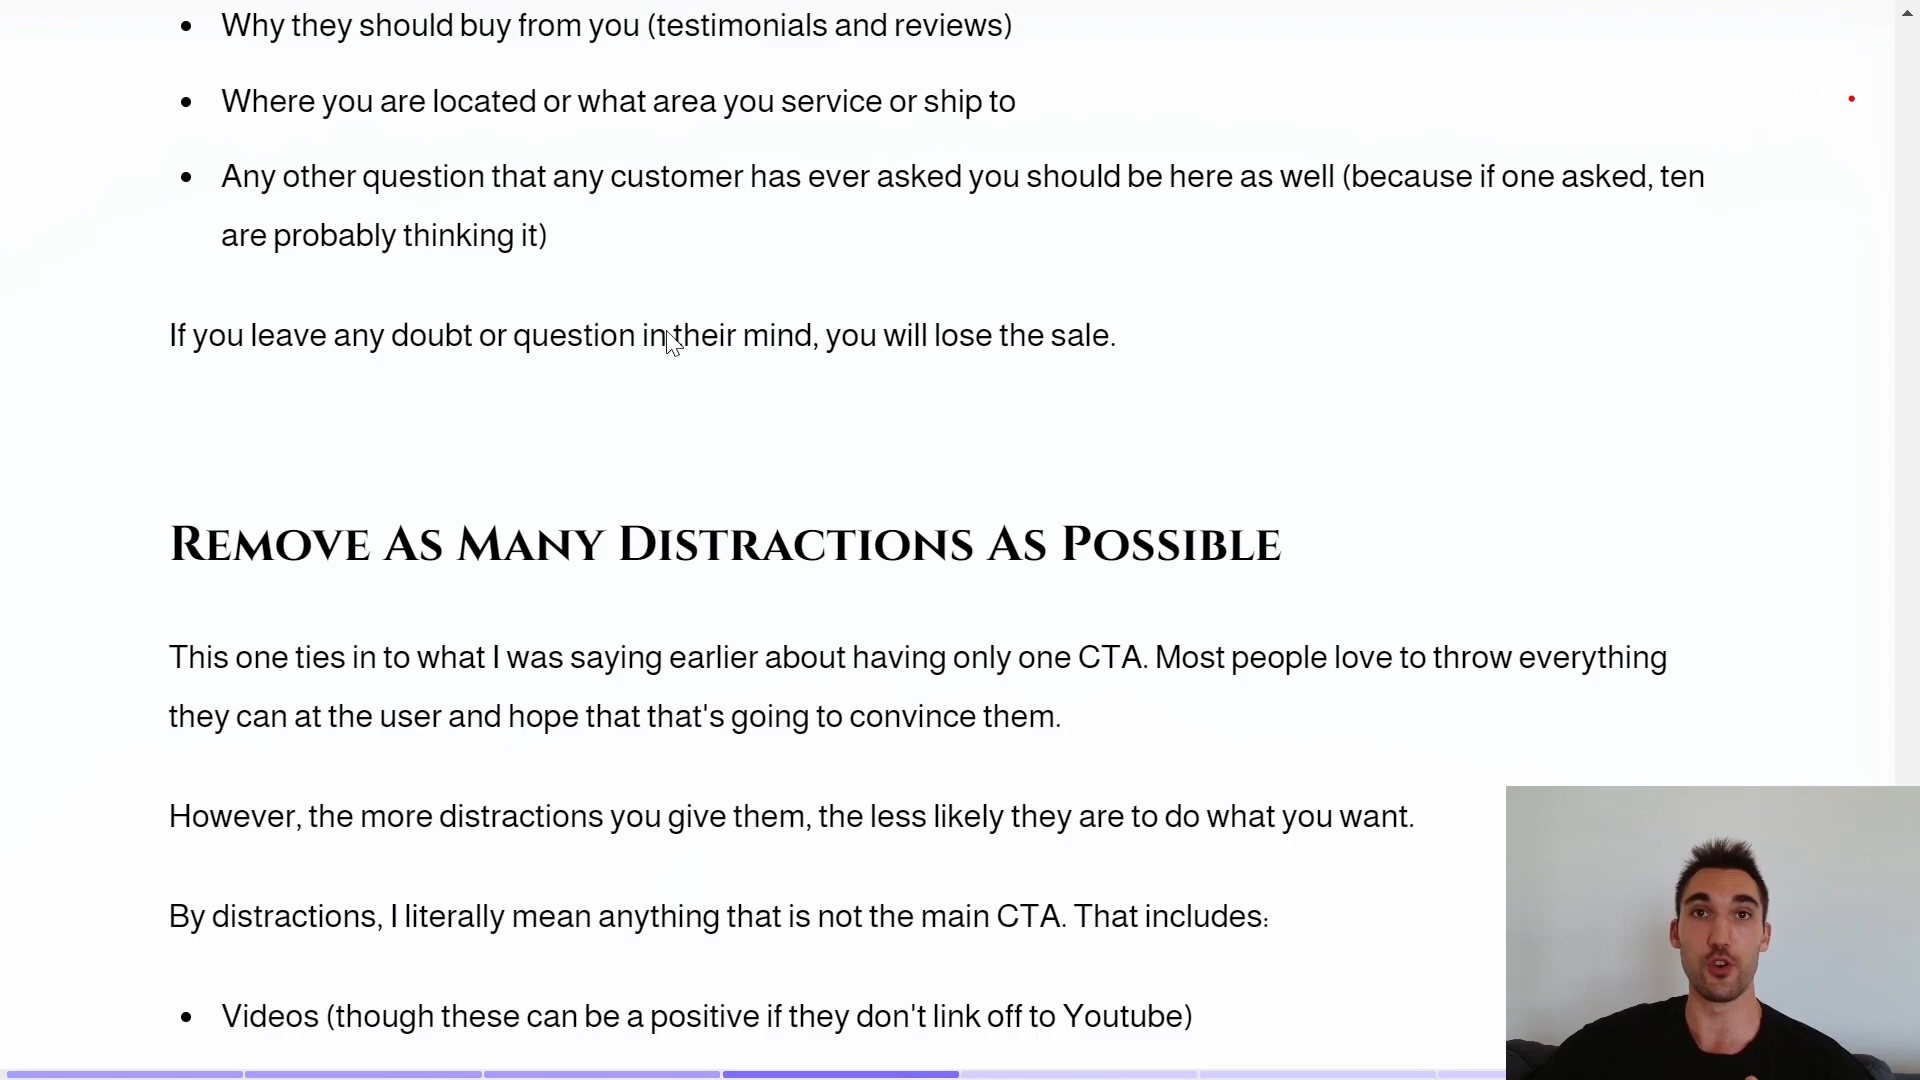 Why they should buy from you (testimonials and reviews)
Where you are located or what area you service or ship to
Any other question that any customer has ever asked you should be here as well (because if one asked, ten
are probably thinking it)
If you leave any doubt or question in their mind, you will lose the sale.
Remove As Many Distractions As Possible
This one ties in to what I was saying earlier about having only one CTA. Most people love to throw everything
they can at the user and hope that that's going to convince them.
However, the more distractions you give them, the less likely they are to do what you want.
By distractions, I literally mean anything that is not the main CTA. That includes:
Videos (though these can be a positive if they don't link off to Youtube)